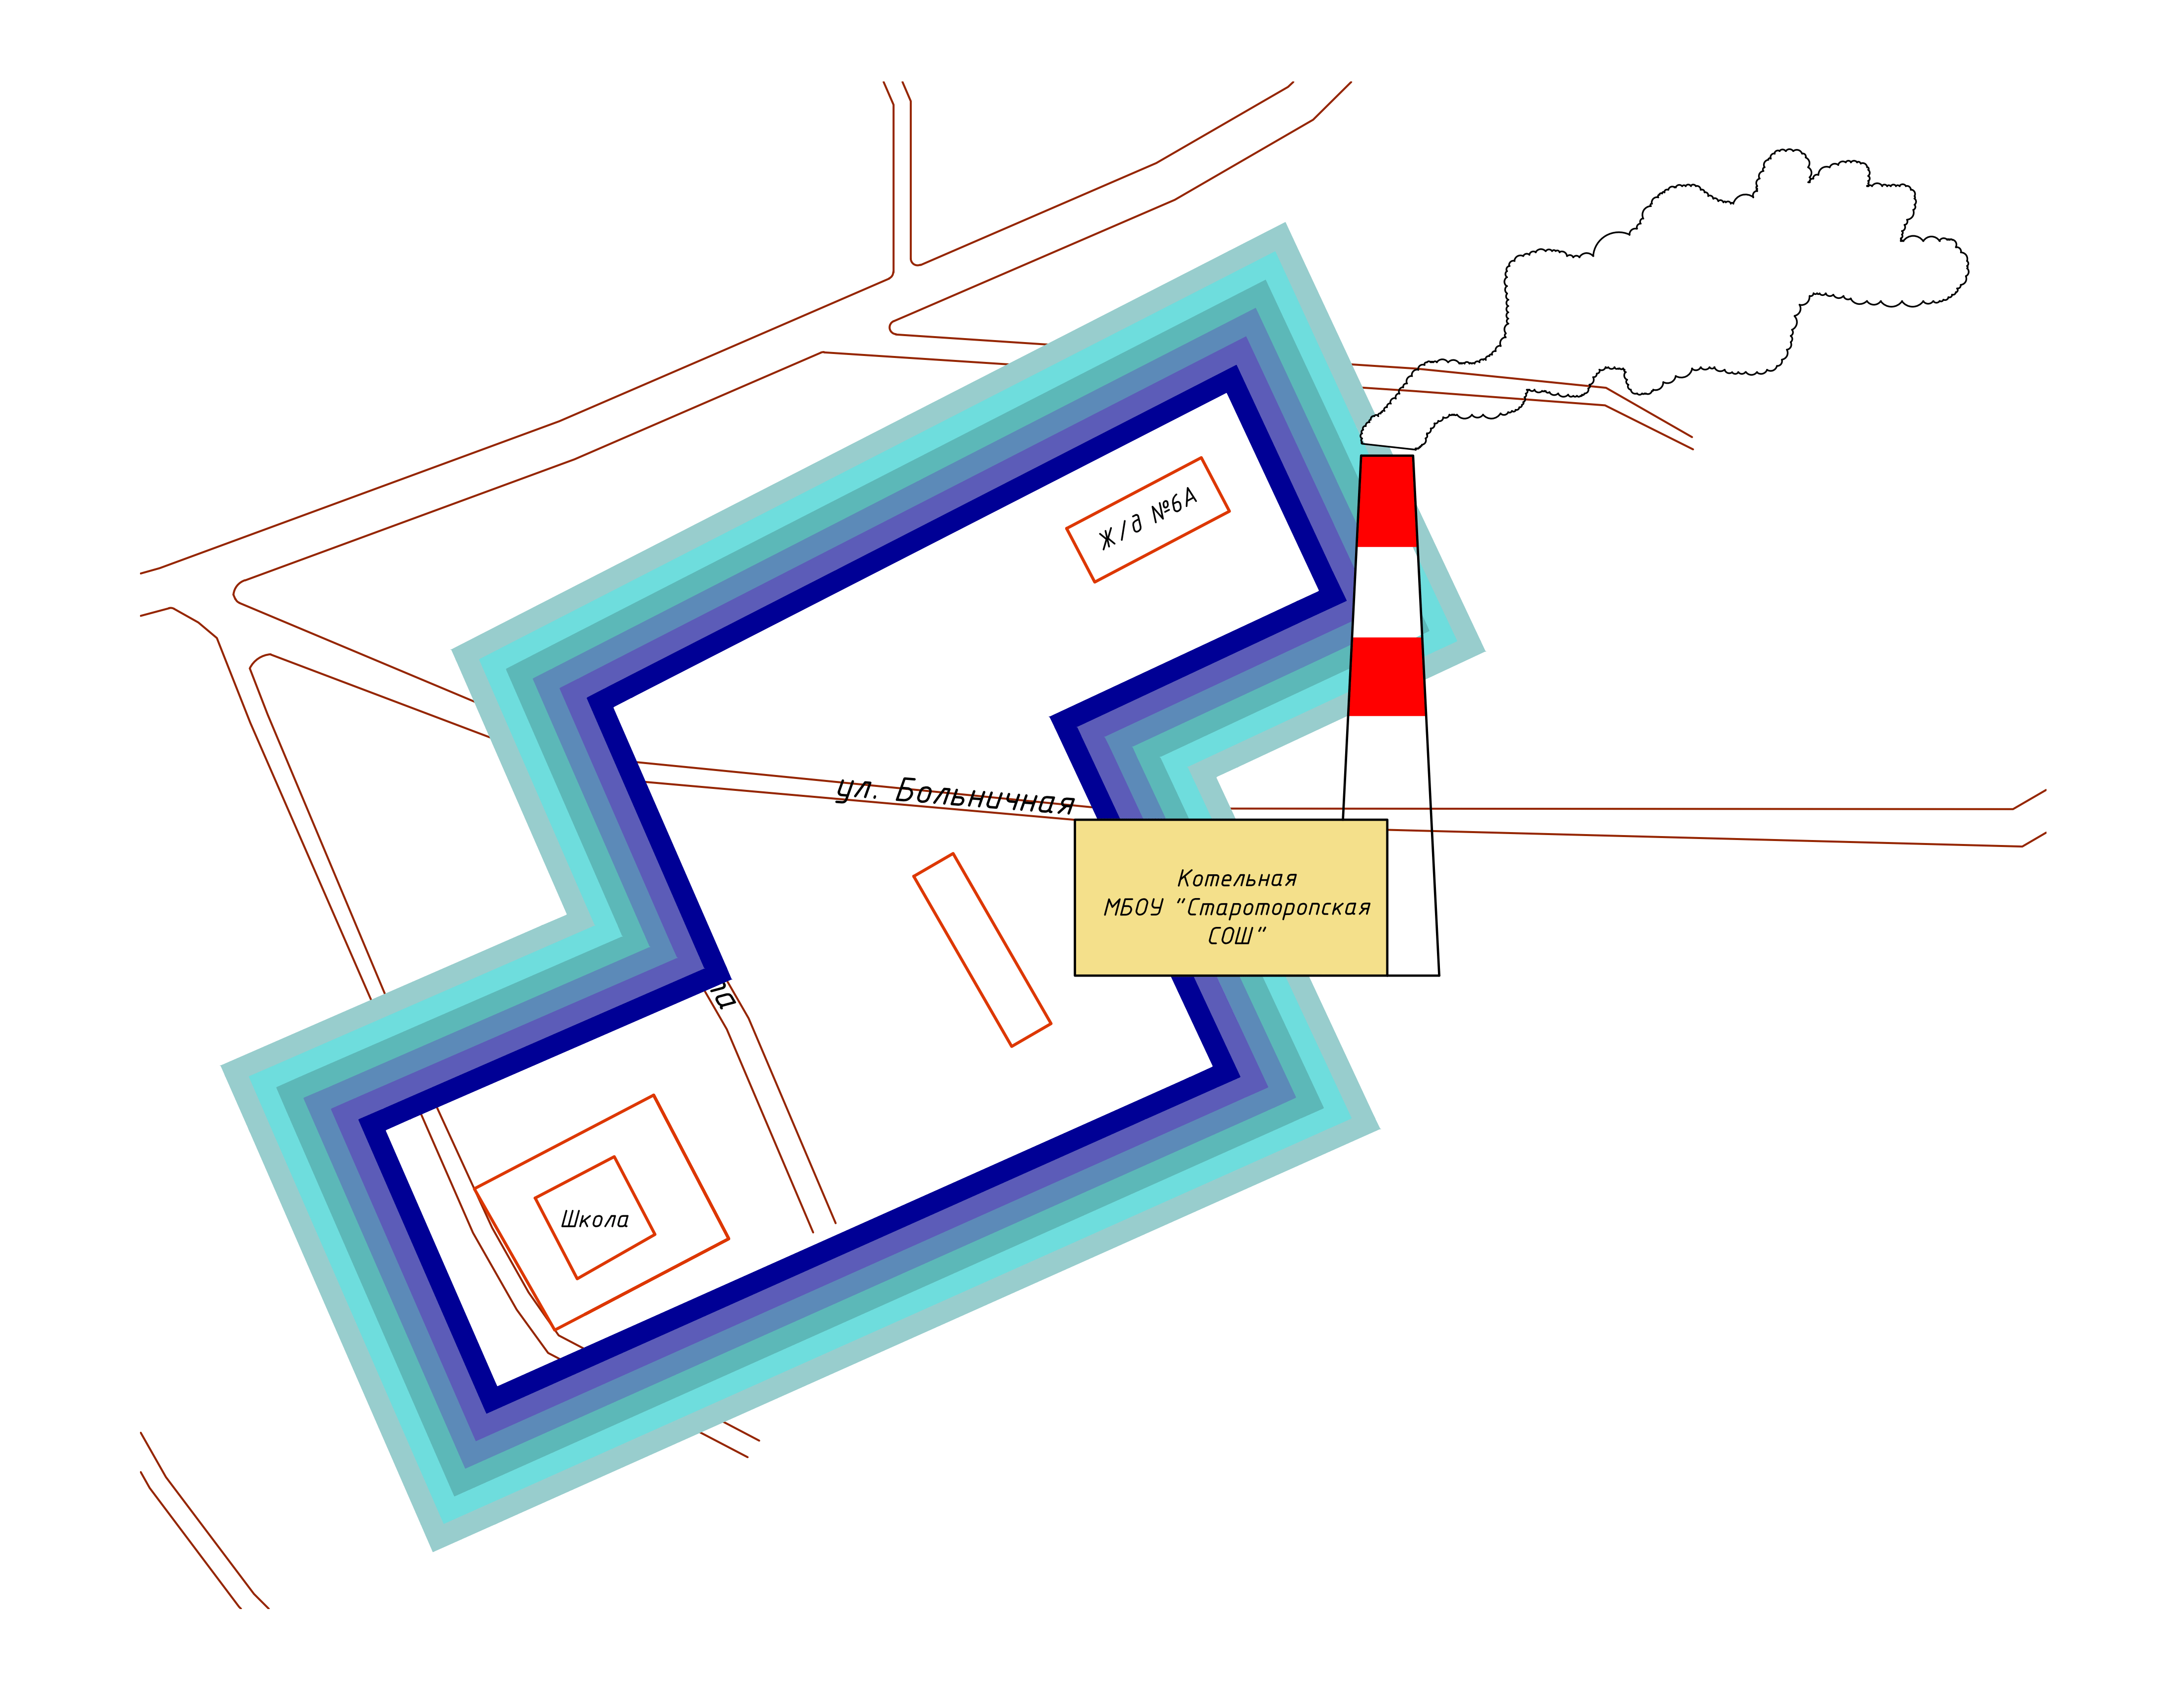 Ж/д №6А
ул. Больничная
Котельная
МБОУ "Староторопская
СОШ"
Школа